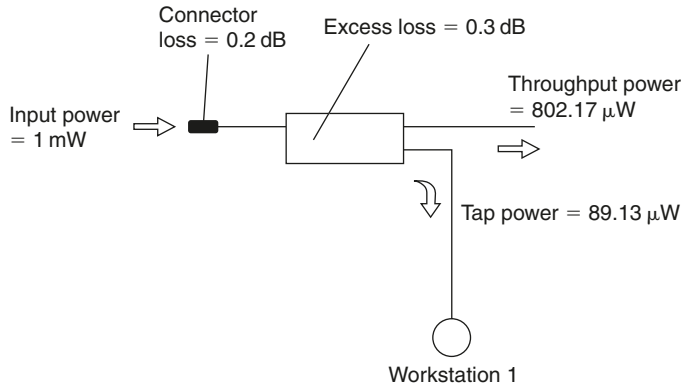 Connector
loss = 0.2 dB
Excess loss = 0.3 dB
Input power
= 1 mW
Throughput power
= 802.17 μW
Tap power = 89.13 μW
Workstation 1